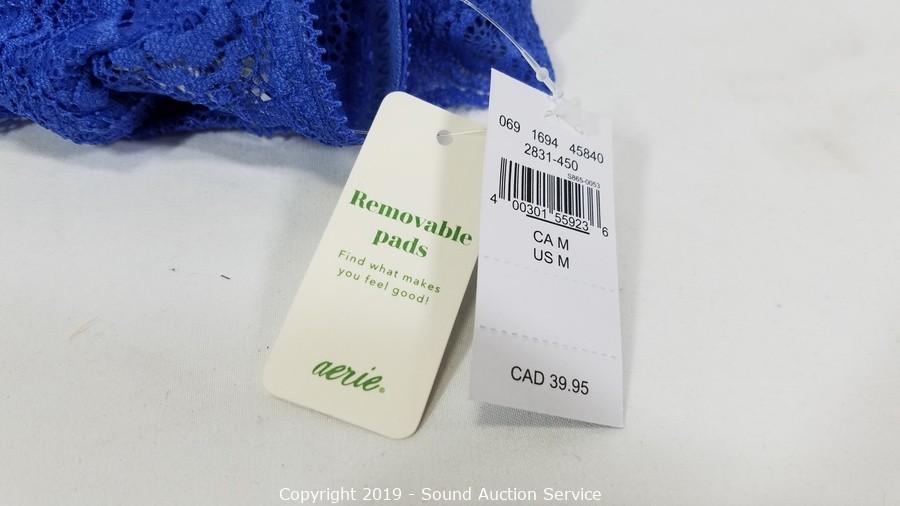 Removable
pads
Find what makes
you feel good!
aerie®
069 1694 45840
2831-450
S865-0053
4 00301 55923 6
CA M
US M
CAD 39.95
Copyright 2019 - Sound Auction Service